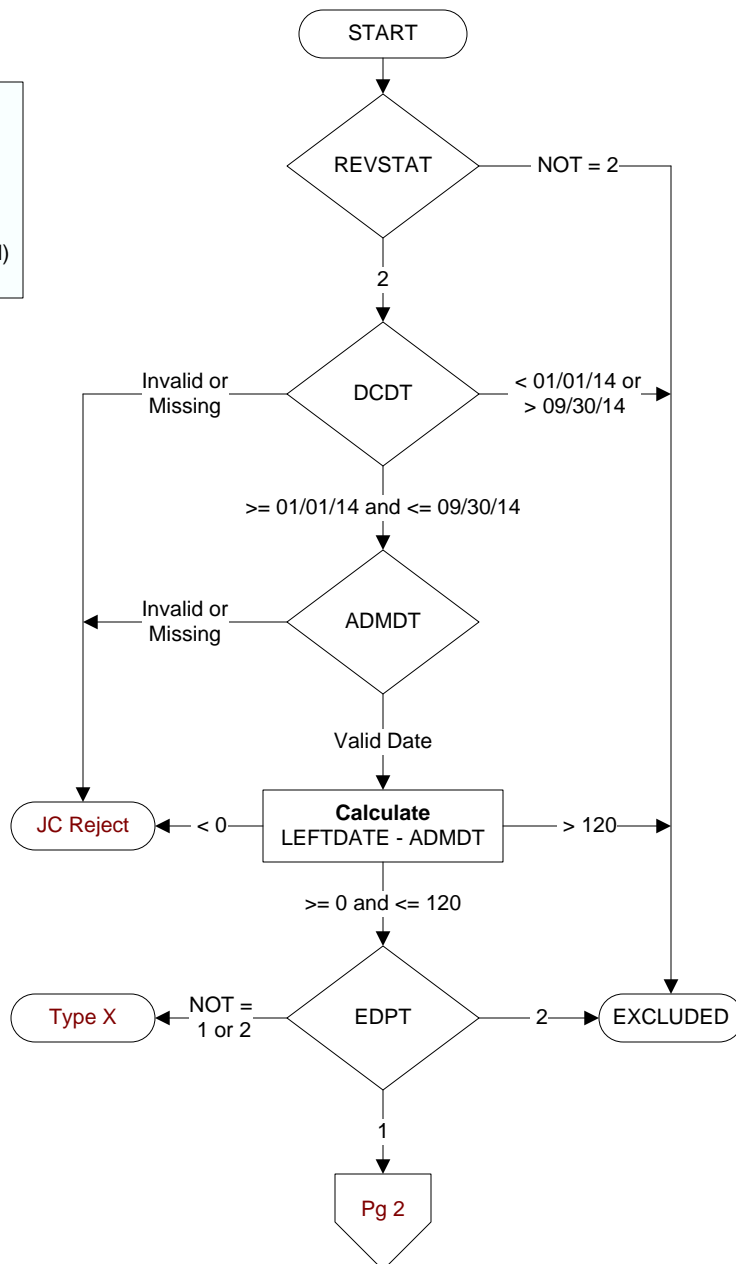 START
REVSTAT
NOT = 2
2
Invalid or
Missing
DCDT
< 01/01/14 or
> 09/30/14
>= 01/01/14 and <= 09/30/14
Invalid or
Missing
ADMDT
Valid Date
JC Reject
< 0
Calculate
LEFTDATE - ADMDT
> 120
>= 0 and <= 120
Type X
NOT =
1 or 2
EDPT
2
EXCLUDED
1
Pg 2